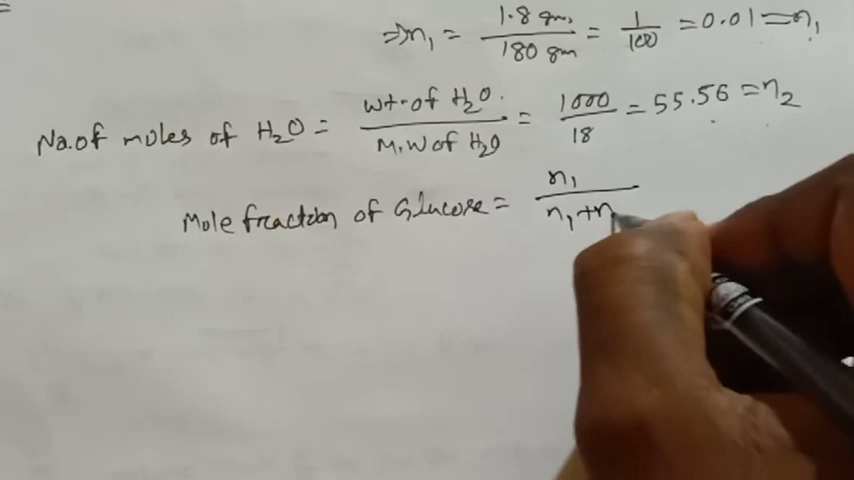 =
⇒ n₁ = 1.8 gm. / 180 gm = 1/100 = 0.01 = n₁
No. of moles of H₂O = wt. of H₂O. / M.W of H₂O = 1000/18 = 55.56 = n₂
Mole fraction of Glucose = n₁ / n₁+n